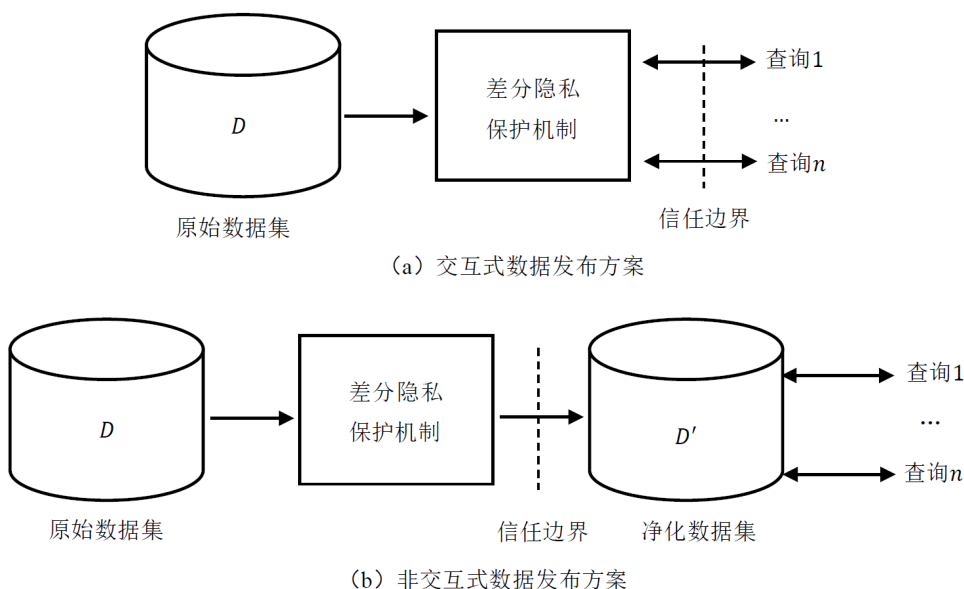 D
原始数据集
差分隐私
保护机制
查询1
...
查询n
信任边界
（a）交互式数据发布方案
D
原始数据集
差分隐私
保护机制
信任边界
D′
净化数据集
查询1
...
查询n
（b）非交互式数据发布方案